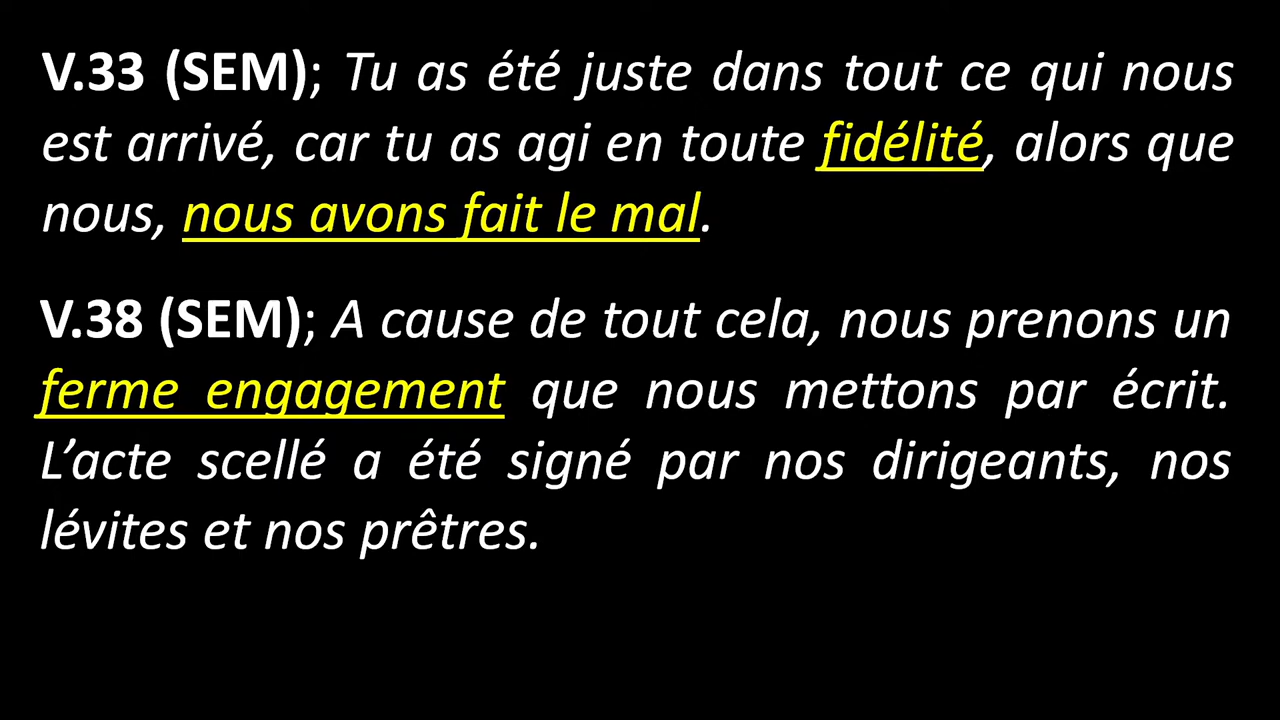 V.33 (SEM); Tu as été juste dans tout ce qui nous
est arrivé, car tu as agi en toute fidélité, alors que
nous, nous avons fait le mal.
V.38 (SEM); A cause de tout cela, nous prenons un
ferme engagement que nous mettons par écrit.
L’acte scellé a été signé par nos dirigeants, nos
lévites et nos prêtres.